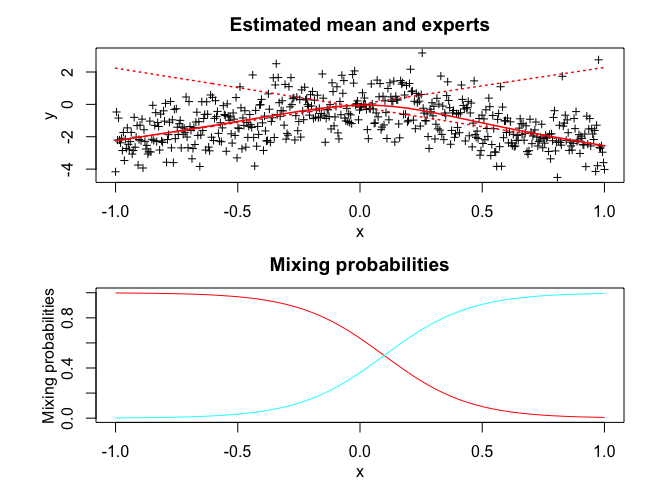 Estimated mean and experts
y
2
0
-2
-4
-1.0 -0.5 0.0 0.5 1.0
x
Mixing probabilities
Mixing probabilities
0.8
0.4
0.0
-1.0 -0.5 0.0 0.5 1.0
x